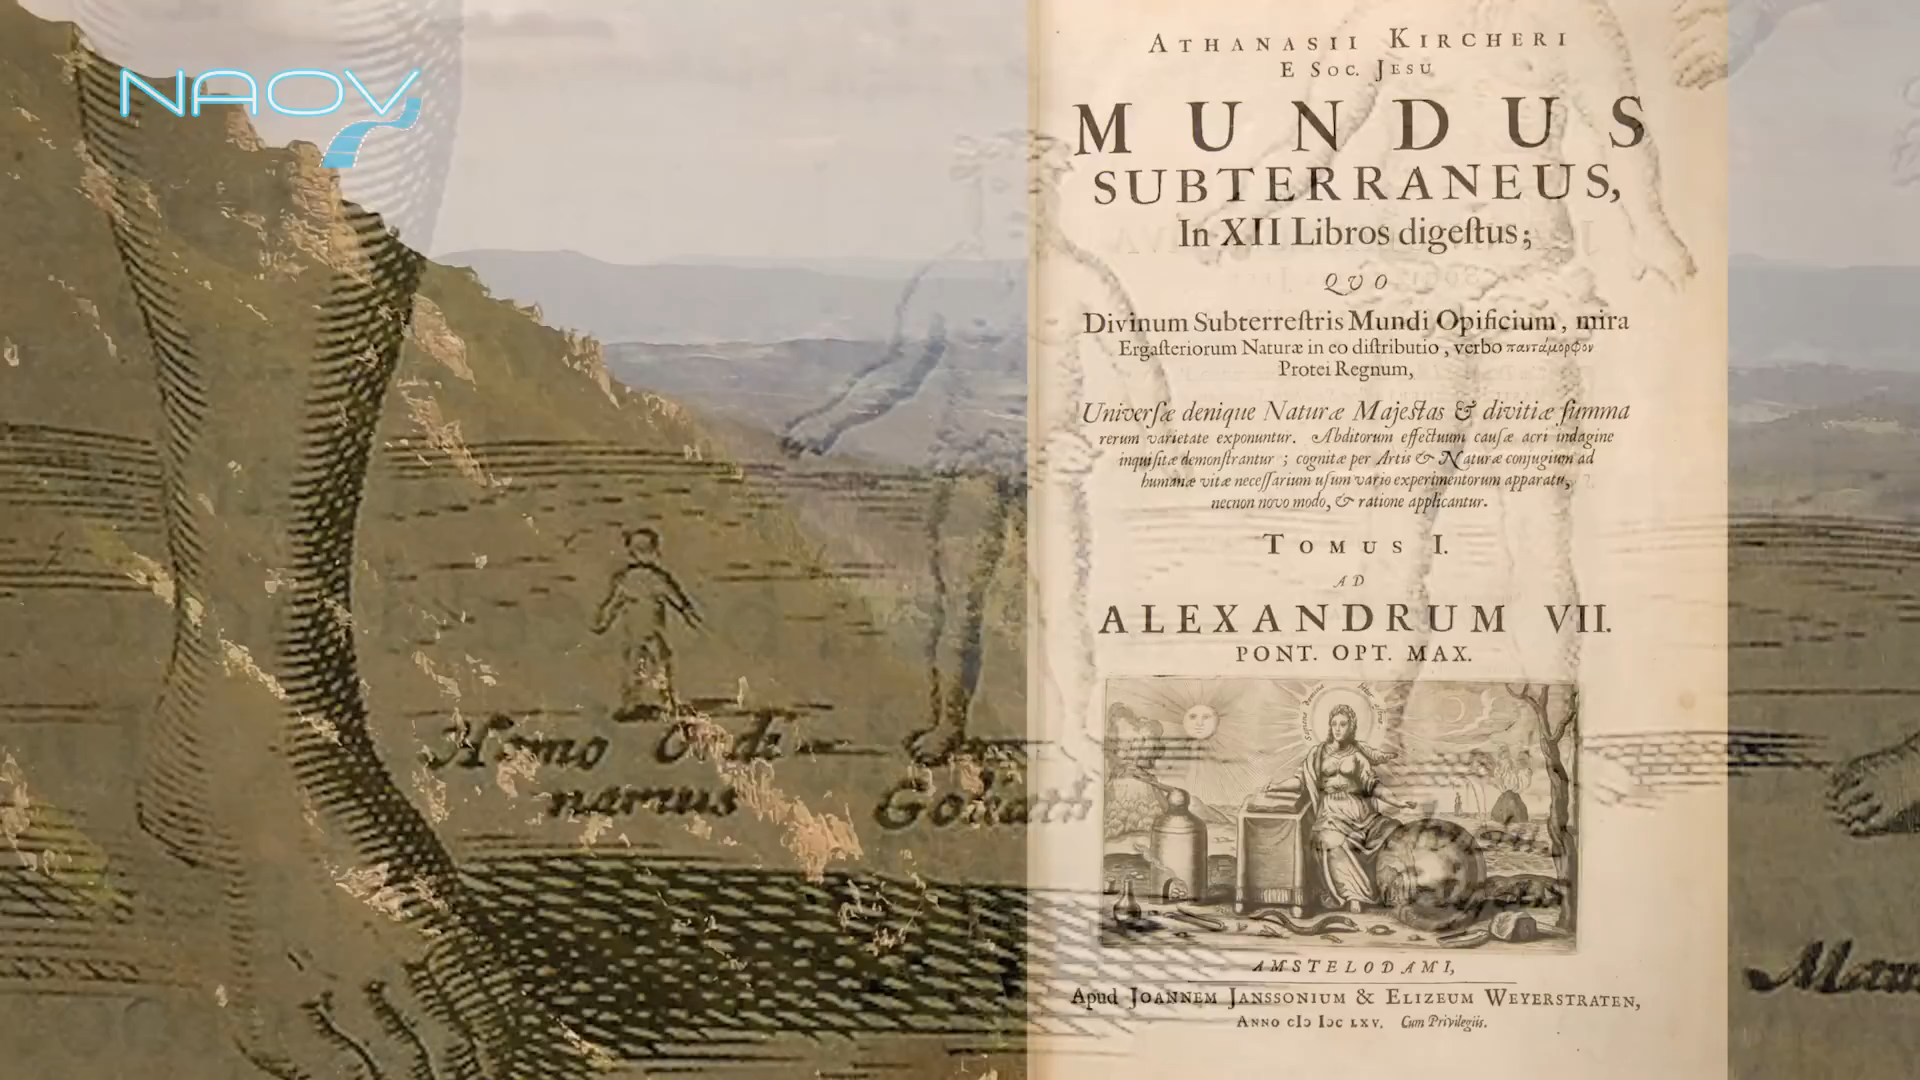 NAOV
ATHANASII KIRCHERI
E SOC. JESU
MUNDUS
SUBTERRANEUS,
In XII Libros digeſtus;
QVO
Divinum Subterreſtris Mundi Opificium, mira
Ergaſteriorum Naturæ in eo diſtributio, verbo παντάμορφον
Protei Regnum,
Univerſæ denique Naturæ Majeſtas & divitiæ ſumma
rerum varietate exponuntur. Abditorum effectuum cauſæ acri indagine
inquiſitæ demonſtrantur; cognitæ per Artis & Naturæ conjugium ad
humanæ vitæ neceſſarium uſum vario experimentorum apparatu,
necnon novo modo, & ratione applicantur.
TOMUS I.
AD
ALEXANDRUM VII.
PONT. OPT. MAX.
AMSTELODAMI,
Apud JOANNEM JANSSONIUM & ELIZEUM WEYERSTRATEN,
ANNO cIↃ IↃc LXV. Cum Privilegiis.
Homo Ordi-
narius
Goliath